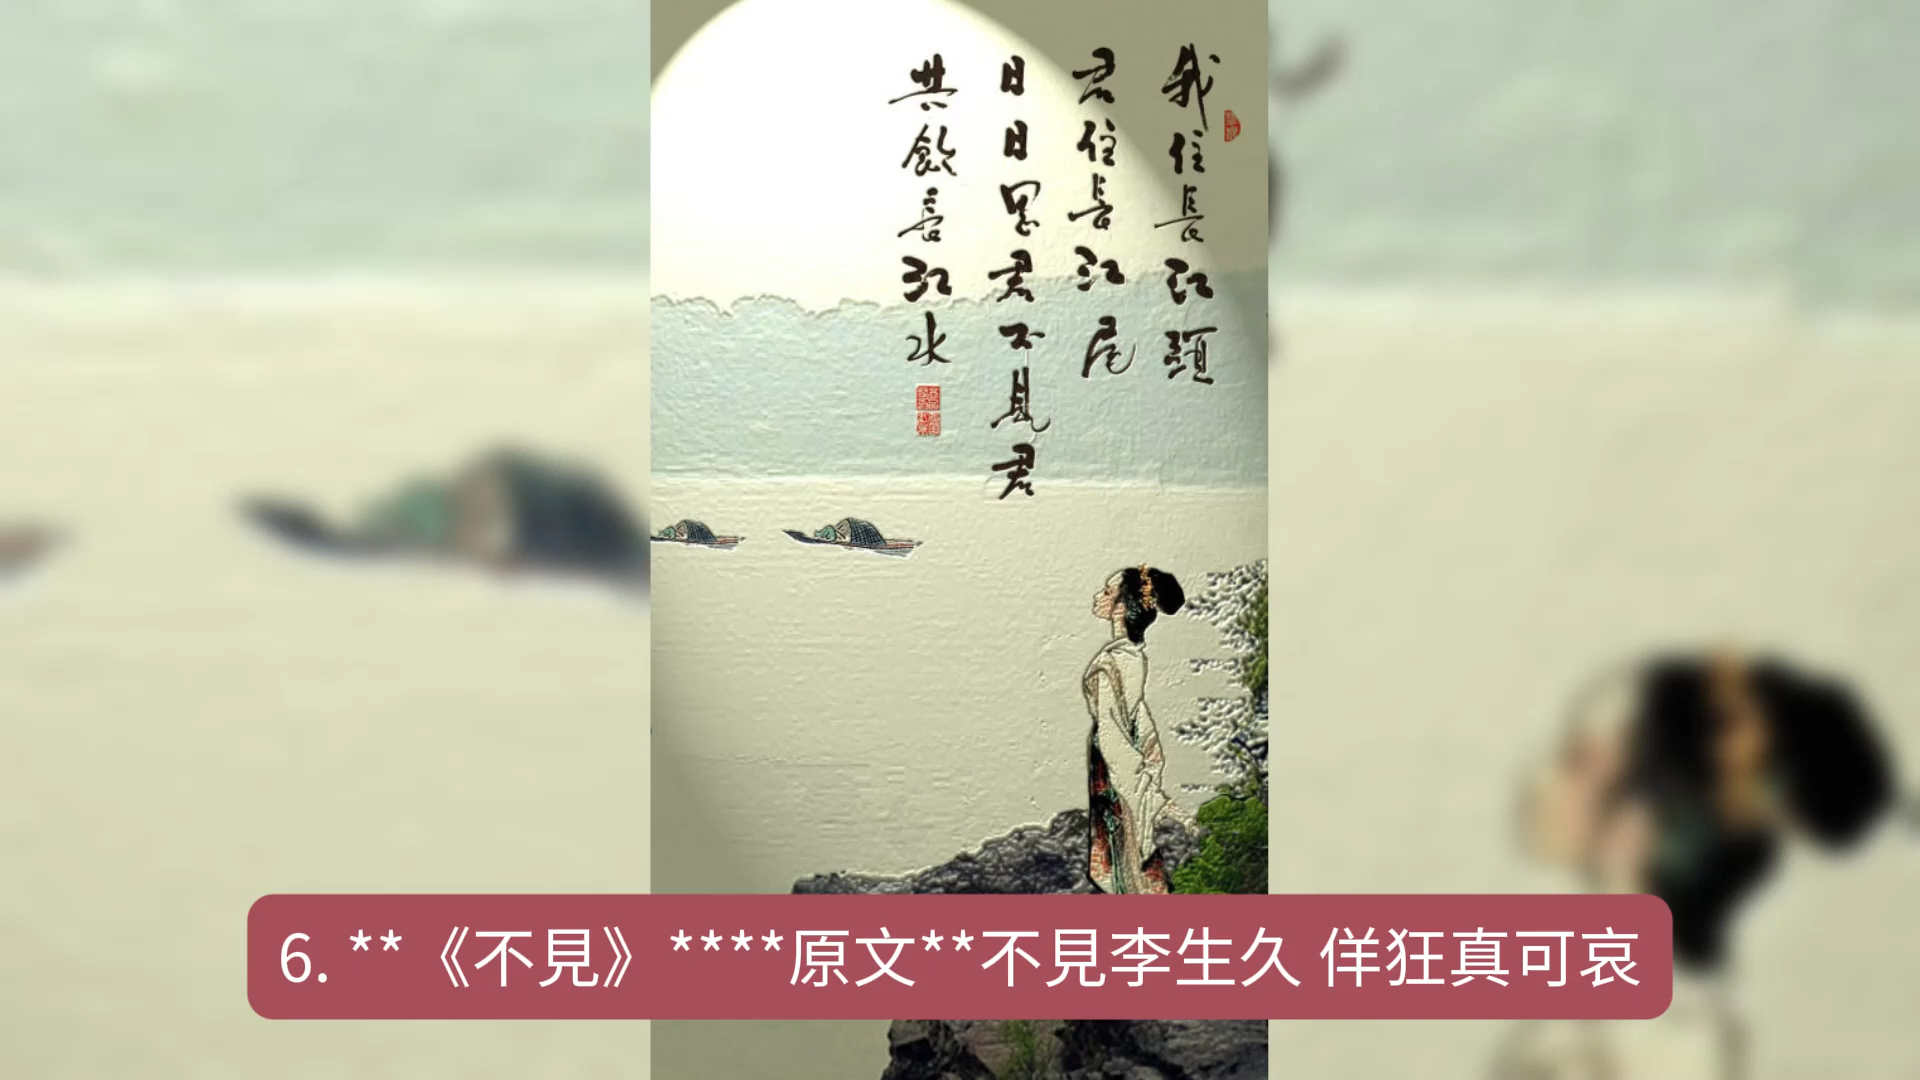 我住長江頭
君住長江尾
日日思君不見君
共飲長江水
6. **《不見》****原文**不見李生久 佯狂真可哀